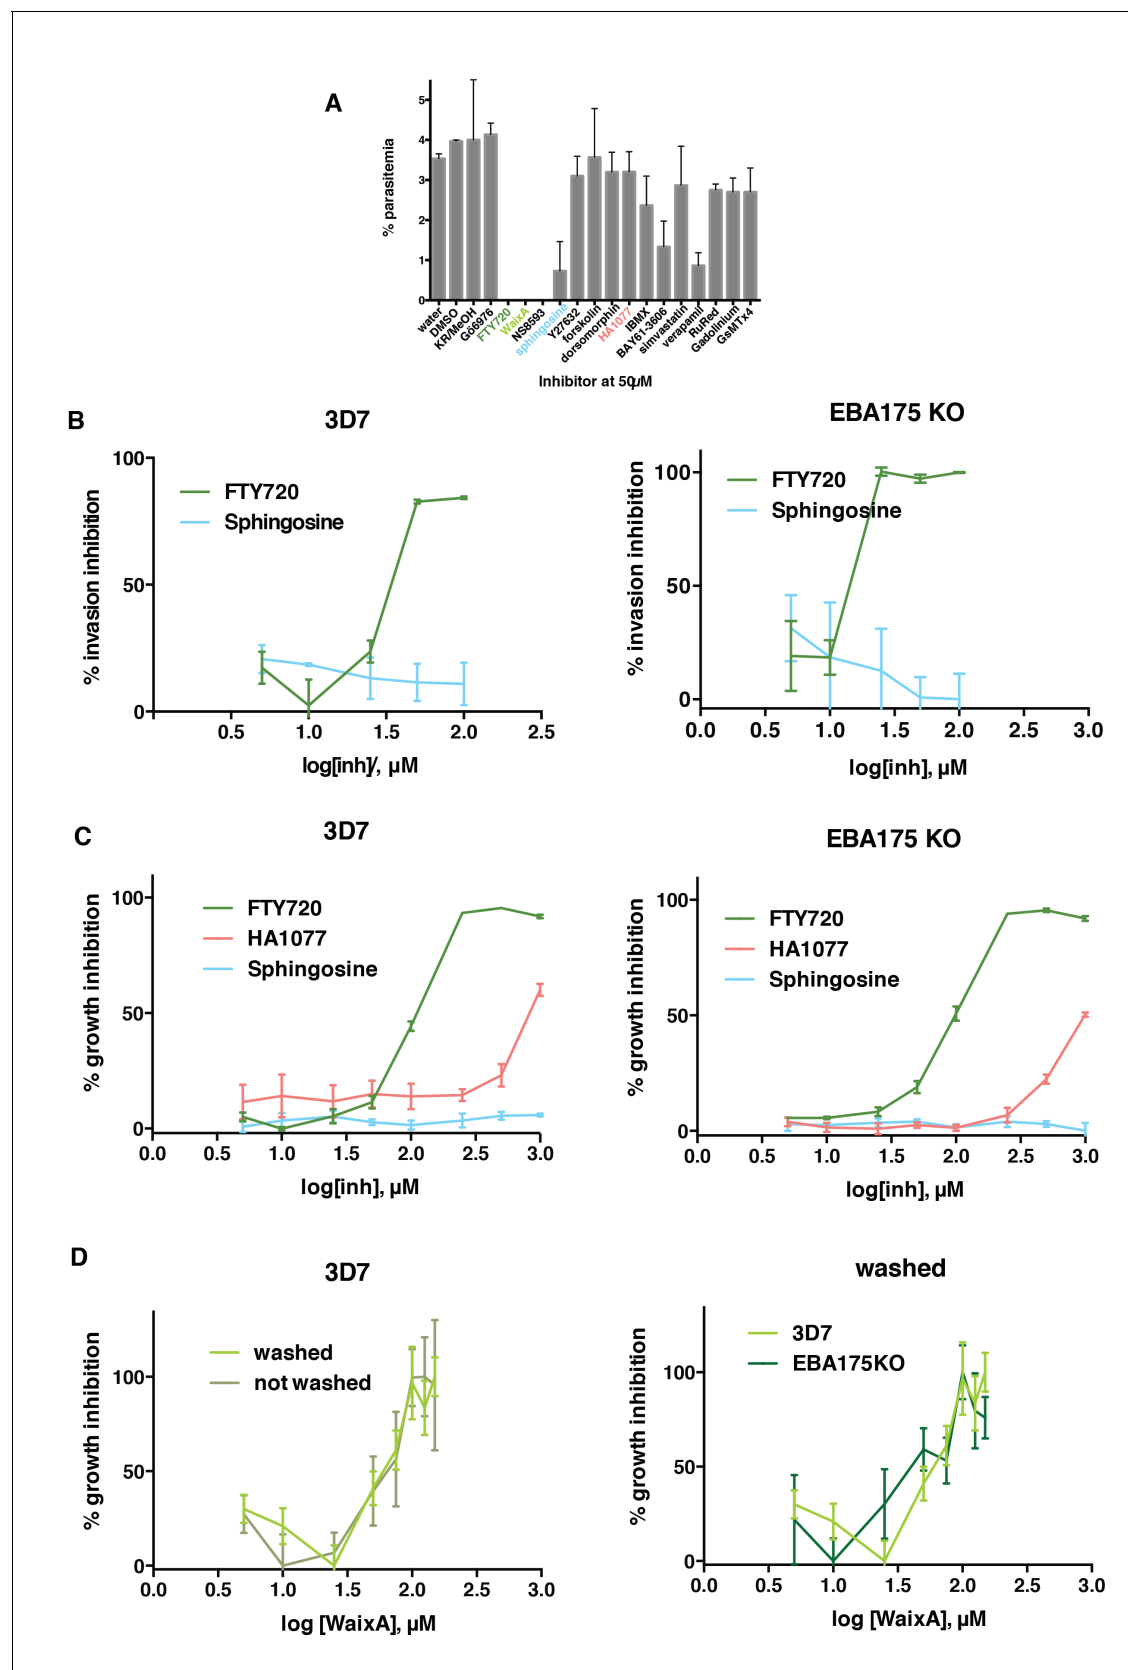 A
% parasitemia
5
4
3
2
1
0
water
DMSO
KR/MeOH
Gö6976
FTY720
WaixA
NS8593
sphingosine
Y27632
forskolin
dorsomorphin
HA1077
IBMX
BAY61-3606
simvastatin
verapamil
RuRed
Gadolinium
GsMTx4
Inhibitor at 50µM
B
3D7
% invasion inhibition
100
50
0
FTY720
Sphingosine
0.5 1.0 1.5 2.0 2.5
log[inh]/, µM
EBA175 KO
% invasion inhibition
100
50
0
FTY720
Sphingosine
0.0 0.5 1.0 1.5 2.0 2.5 3.0
log[inh], µM
C
3D7
% growth inhibition
100
50
0
FTY720
HA1077
Sphingosine
0.0 0.5 1.0 1.5 2.0 2.5 3.0
log[inh], µM
EBA175 KO
% growth inhibition
100
50
0
FTY720
HA1077
Sphingosine
0.0 0.5 1.0 1.5 2.0 2.5 3.0
log[inh], µM
D
3D7
% growth inhibition
100
50
0
washed
not washed
0.0 0.5 1.0 1.5 2.0 2.5 3.0
log [WaixA], µM
washed
% growth inhibition
100
50
0
3D7
EBA175KO
0.0 0.5 1.0 1.5 2.0 2.5 3.0
log [WaixA], µM